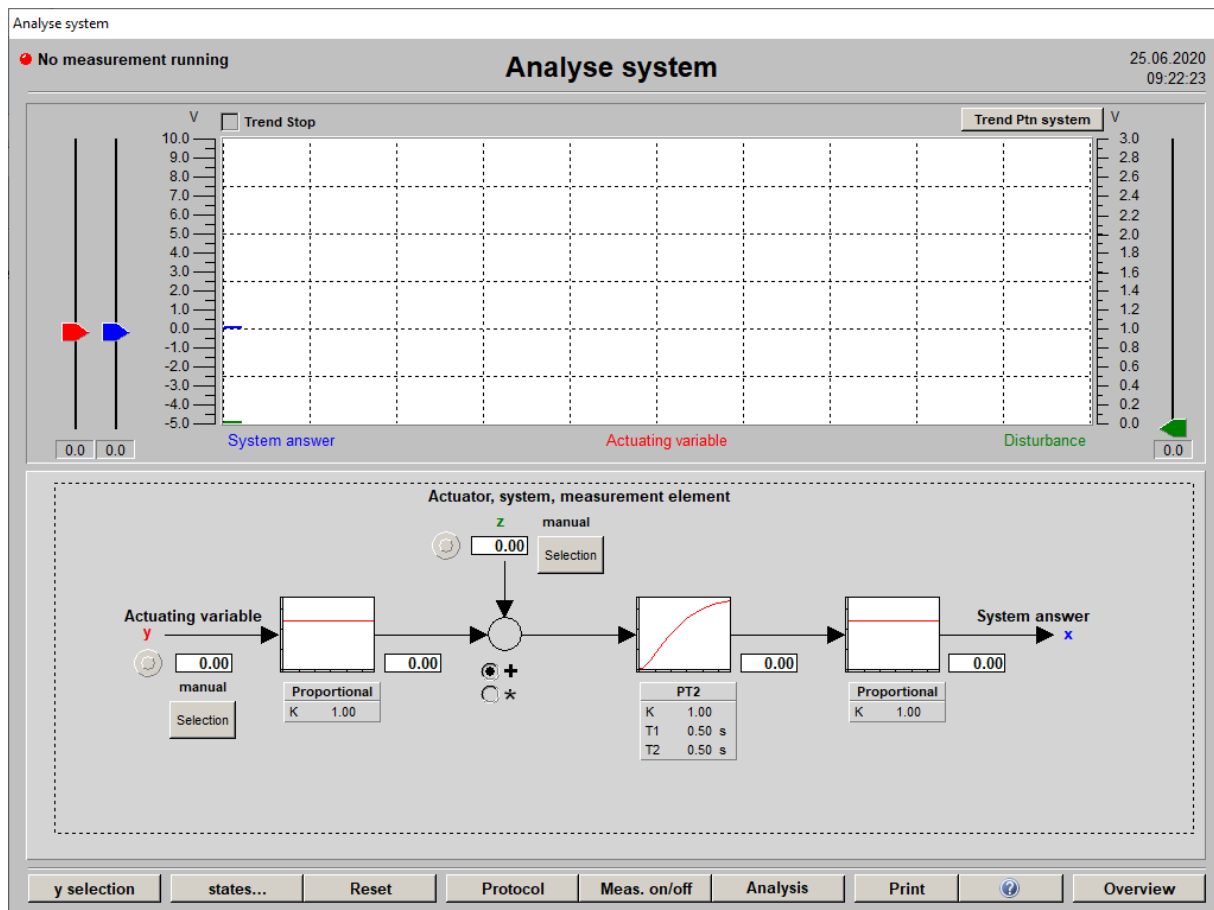 Analyse system
No measurement running
Analyse system
25.06.2020
09:22:23
V
Trend Stop
Trend Ptn system
V
10.0
9.0
8.0
7.0
6.0
5.0
4.0
3.0
2.0
1.0
0.0
-1.0
-2.0
-3.0
-4.0
-5.0
3.0
2.8
2.6
2.4
2.2
2.0
1.8
1.6
1.4
1.2
1.0
0.8
0.6
0.4
0.2
0.0
0.0
0.0
System answer
Actuating variable
Disturbance
0.0
Actuator, system, measurement element
z
manual
0.00
Selection
Actuating variable
y
0.00
manual
Selection
Proportional
K 1.00
0.00
+
*
PT2
K 1.00
T1 0.50 s
T2 0.50 s
0.00
Proportional
K 1.00
System answer
x
0.00
y selection
states...
Reset
Protocol
Meas. on/off
Analysis
Print
?
Overview